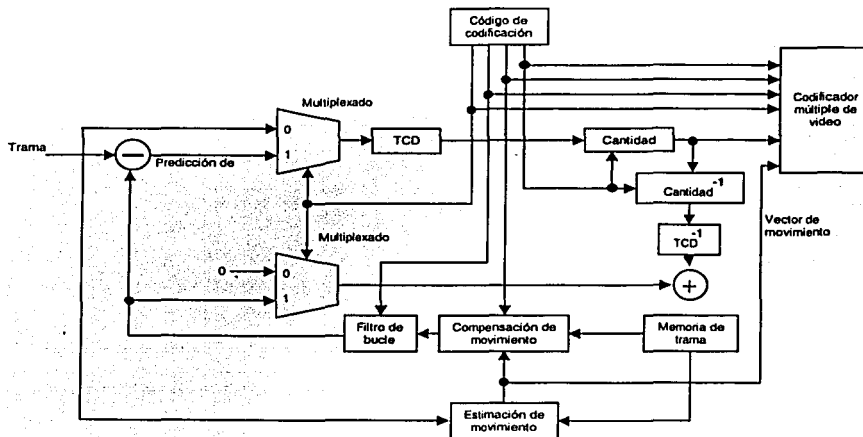 Código de
codificación
Multiplexado
Codificador
múltiple de
video
0
TCD
Cantidad
Trama
1
Predicción de
Cantidad
-1
Vector de
movimiento
Multiplexado
TCD
-1
0
0
1
Filtro de
bucle
Compensación de
movimiento
Memoria de
trama
Estimación de
movimiento